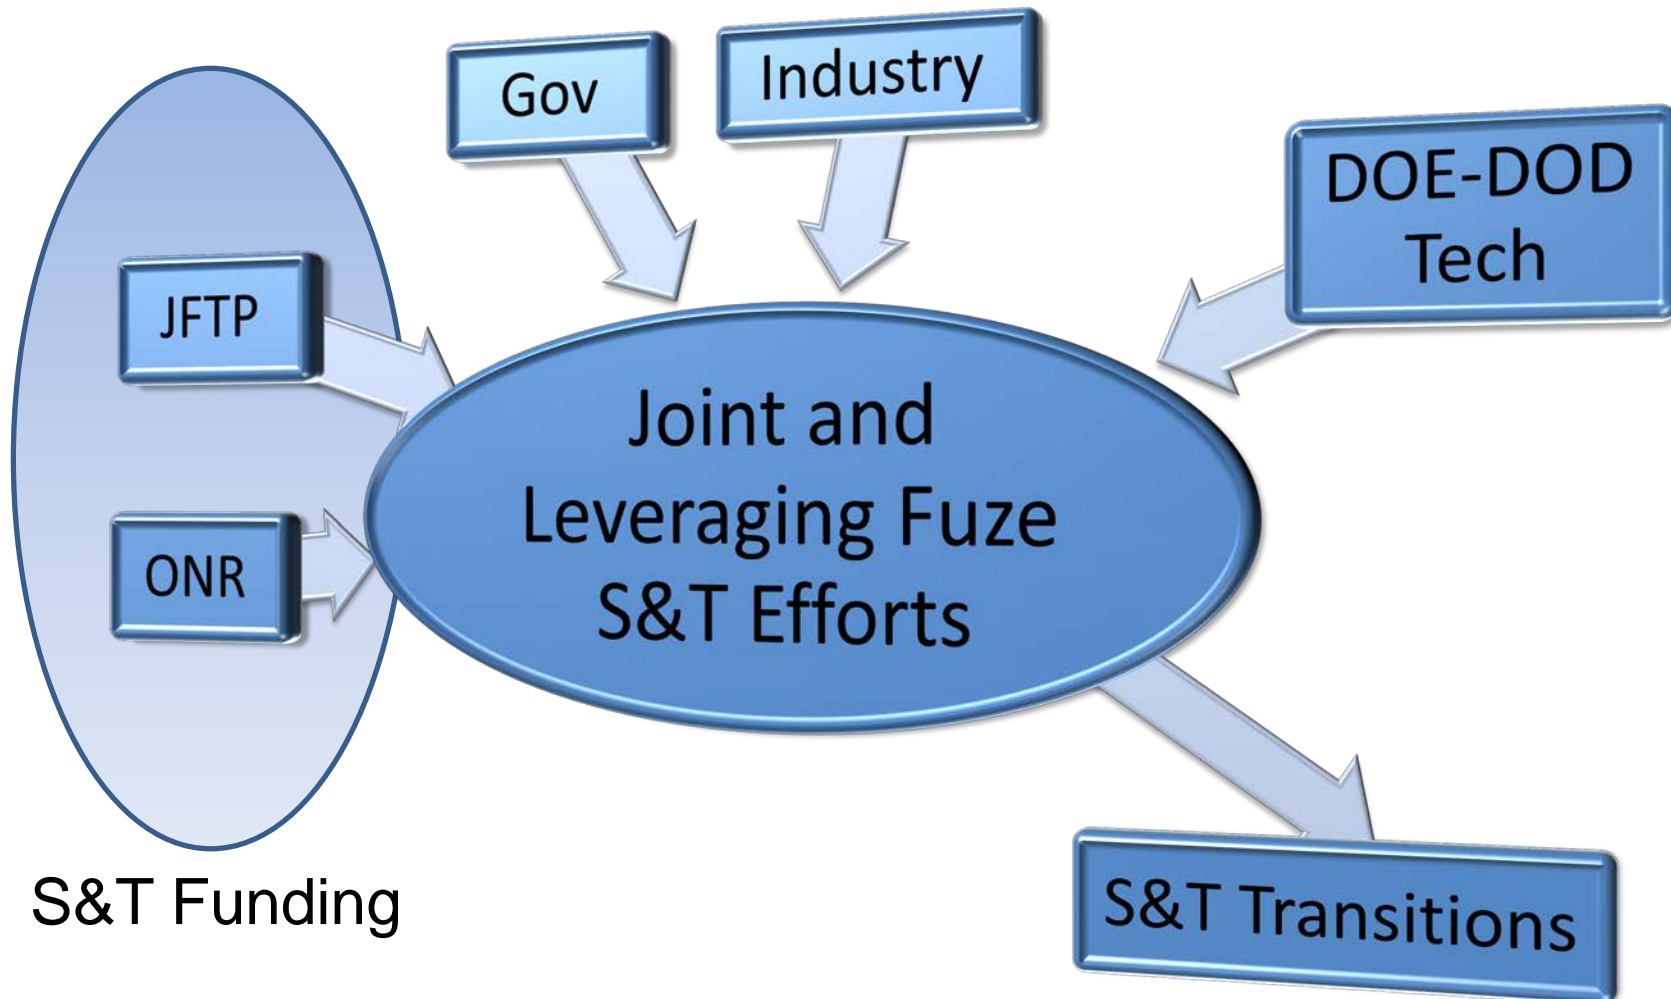 Gov
Industry
DOE-DOD
Tech
JFTP
ONR
Joint and
Leveraging Fuze
S&T Efforts
S&T Funding
S&T Transitions